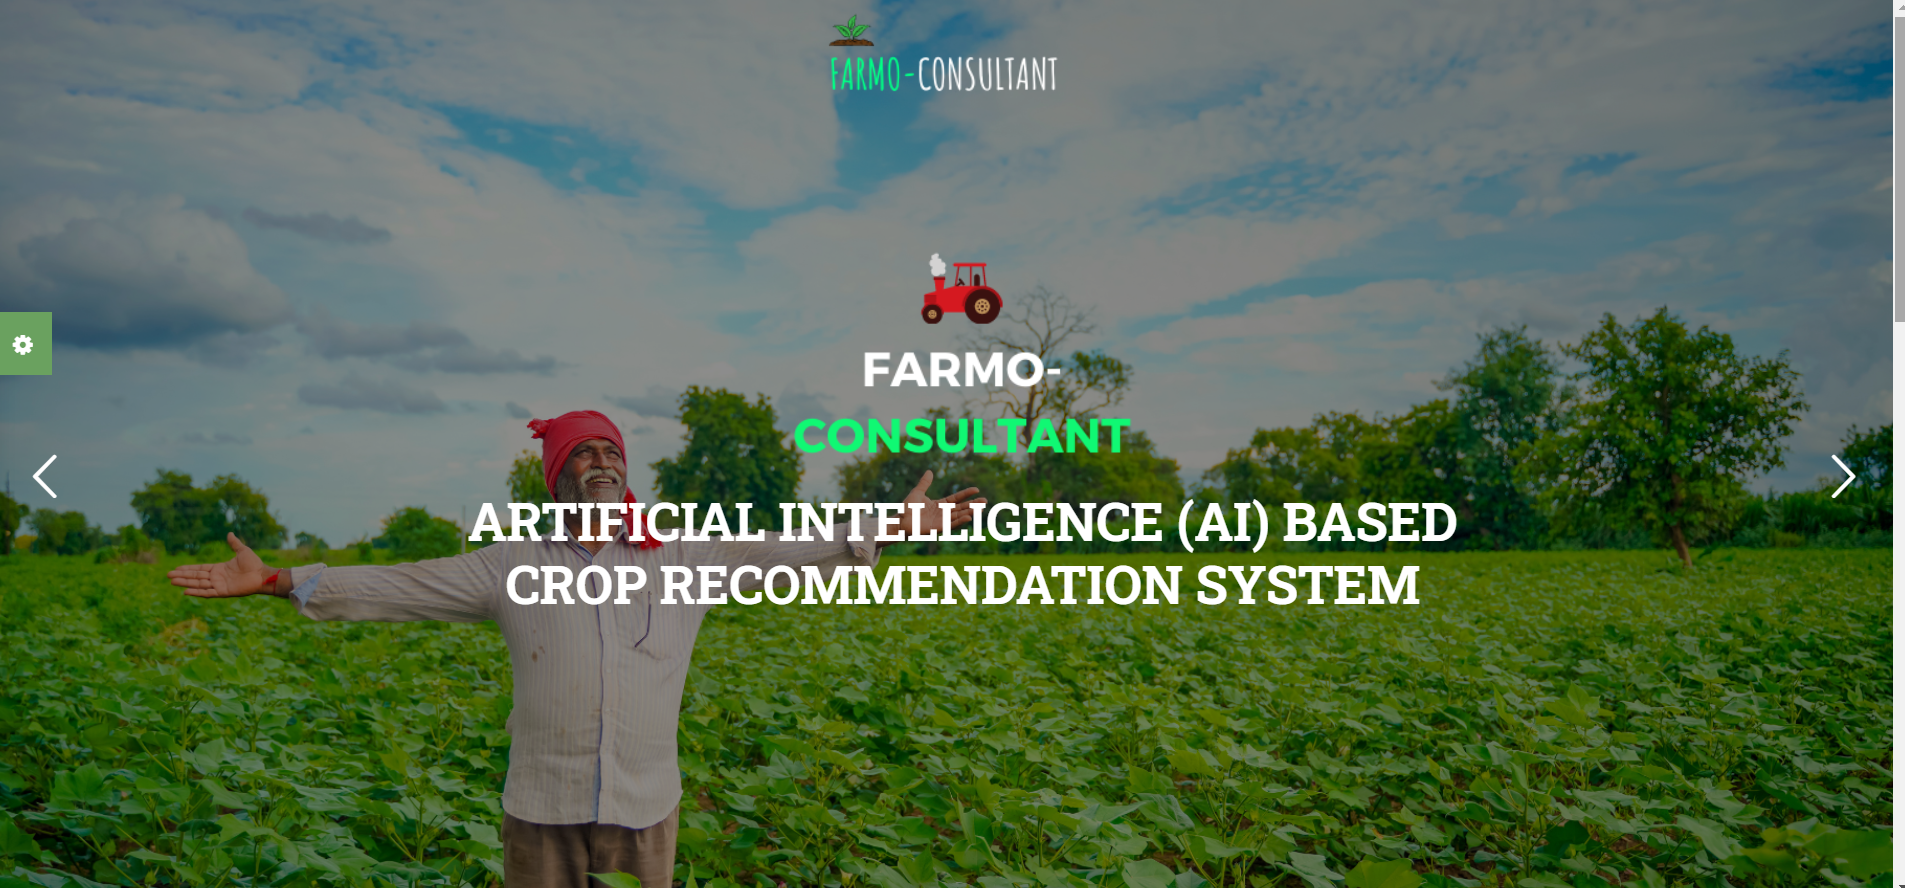 FARMO-CONSULTANT
FARMO-
CONSULTANT
ARTIFICIAL INTELLIGENCE (AI) BASED
CROP RECOMMENDATION SYSTEM